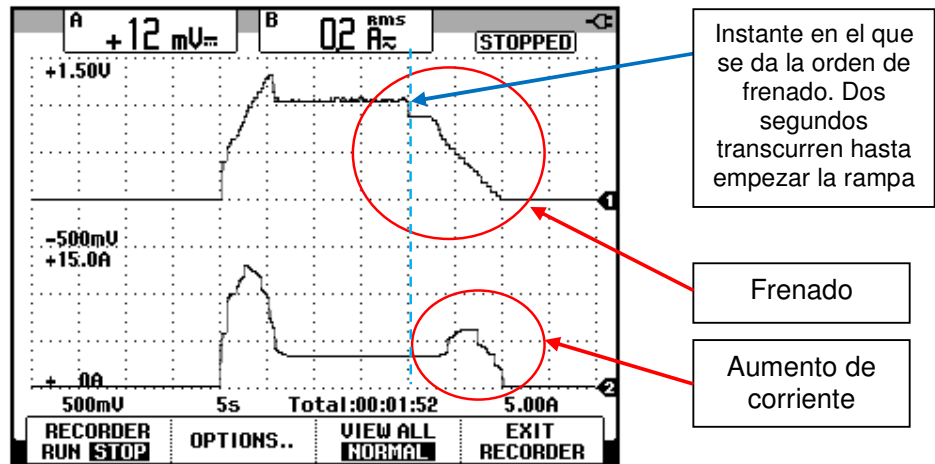 A
+12 mV⎓
B
0.2 rms A~
STOPPED
+1.50V
1
-500mV
+15.0A
+ 0A
2
500mV 5s Total:00:01:52 5.00A
RECORDER
RUN STOP
OPTIONS..
VIEW ALL
NORMAL
EXIT
RECORDER
Instante en el que
se da la orden de
frenado. Dos
segundos
transcurren hasta
empezar la rampa
Frenado
Aumento de
corriente